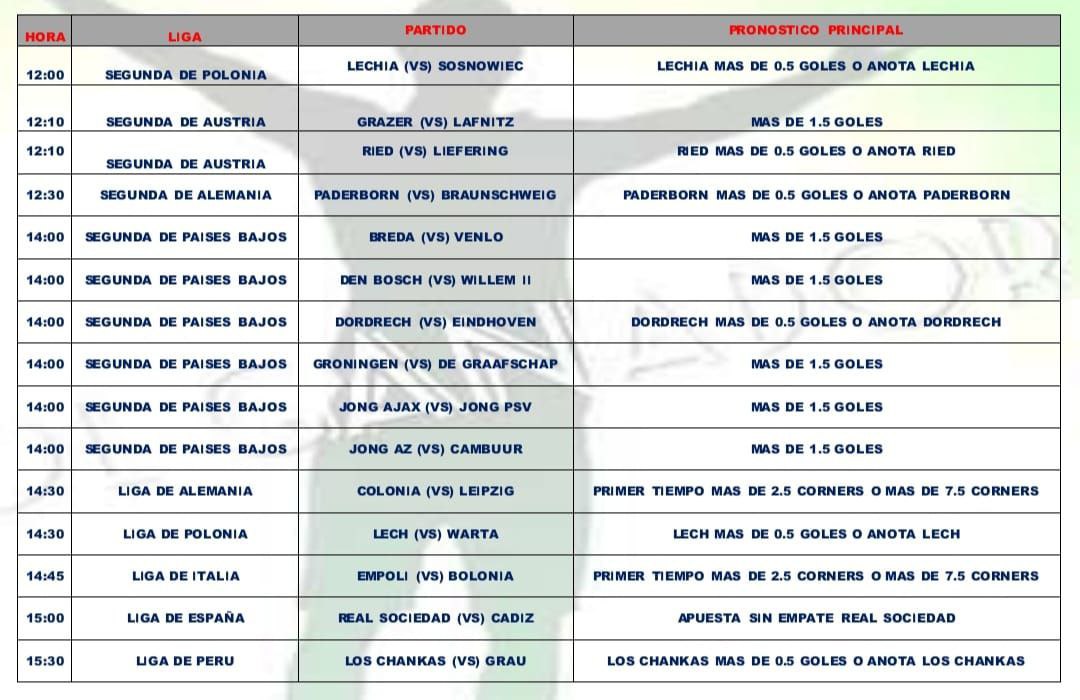 HORA LIGA PARTIDO PRONOSTICO PRINCIPAL
12:00 SEGUNDA DE POLONIA LECHIA (VS) SOSNOWIEC LECHIA MAS DE 0.5 GOLES O ANOTA LECHIA
12:10 SEGUNDA DE AUSTRIA GRAZER (VS) LAFNITZ MAS DE 1.5 GOLES
12:10 SEGUNDA DE AUSTRIA RIED (VS) LIEFERING RIED MAS DE 0.5 GOLES O ANOTA RIED
12:30 SEGUNDA DE ALEMANIA PADERBORN (VS) BRAUNSCHWEIG PADERBORN MAS DE 0.5 GOLES O ANOTA PADERBORN
14:00 SEGUNDA DE PAISES BAJOS BREDA (VS) VENLO MAS DE 1.5 GOLES
14:00 SEGUNDA DE PAISES BAJOS DEN BOSCH (VS) WILLEM II MAS DE 1.5 GOLES
14:00 SEGUNDA DE PAISES BAJOS DORDRECH (VS) EINDHOVEN DORDRECH MAS DE 0.5 GOLES O ANOTA DORDRECH
14:00 SEGUNDA DE PAISES BAJOS GRONINGEN (VS) DE GRAAFSCHAP MAS DE 1.5 GOLES
14:00 SEGUNDA DE PAISES BAJOS JONG AJAX (VS) JONG PSV MAS DE 1.5 GOLES
14:00 SEGUNDA DE PAISES BAJOS JONG AZ (VS) CAMBUUR MAS DE 1.5 GOLES
14:30 LIGA DE ALEMANIA COLONIA (VS) LEIPZIG PRIMER TIEMPO MAS DE 2.5 CORNERS O MAS DE 7.5 CORNERS
14:30 LIGA DE POLONIA LECH (VS) WARTA LECH MAS DE 0.5 GOLES O ANOTA LECH
14:45 LIGA DE ITALIA EMPOLI (VS) BOLONIA PRIMER TIEMPO MAS DE 2.5 CORNERS O MAS DE 7.5 CORNERS
15:00 LIGA DE ESPAÑA REAL SOCIEDAD (VS) CADIZ APUESTA SIN EMPATE REAL SOCIEDAD
15:30 LIGA DE PERU LOS CHANKAS (VS) GRAU LOS CHANKAS MAS DE 0.5 GOLES O ANOTA LOS CHANKAS